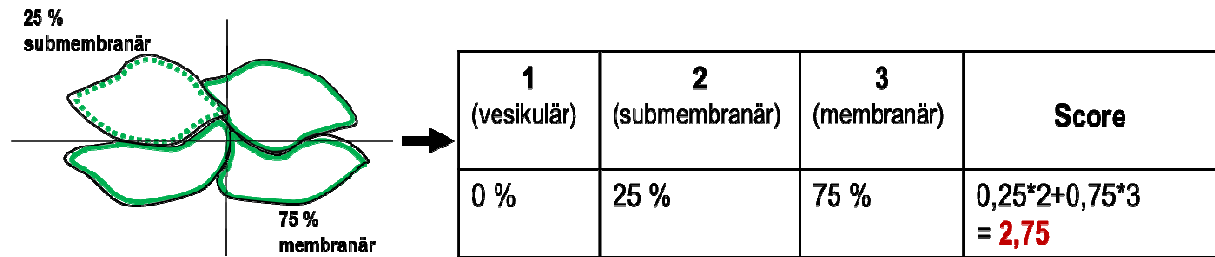 25 %
submembranär
75 %
membranär
1
(vesikulär)
2
(submembranär)
3
(membranär)
Score
0 %
25 %
75 %
0,25*2+0,75*3
= 2,75